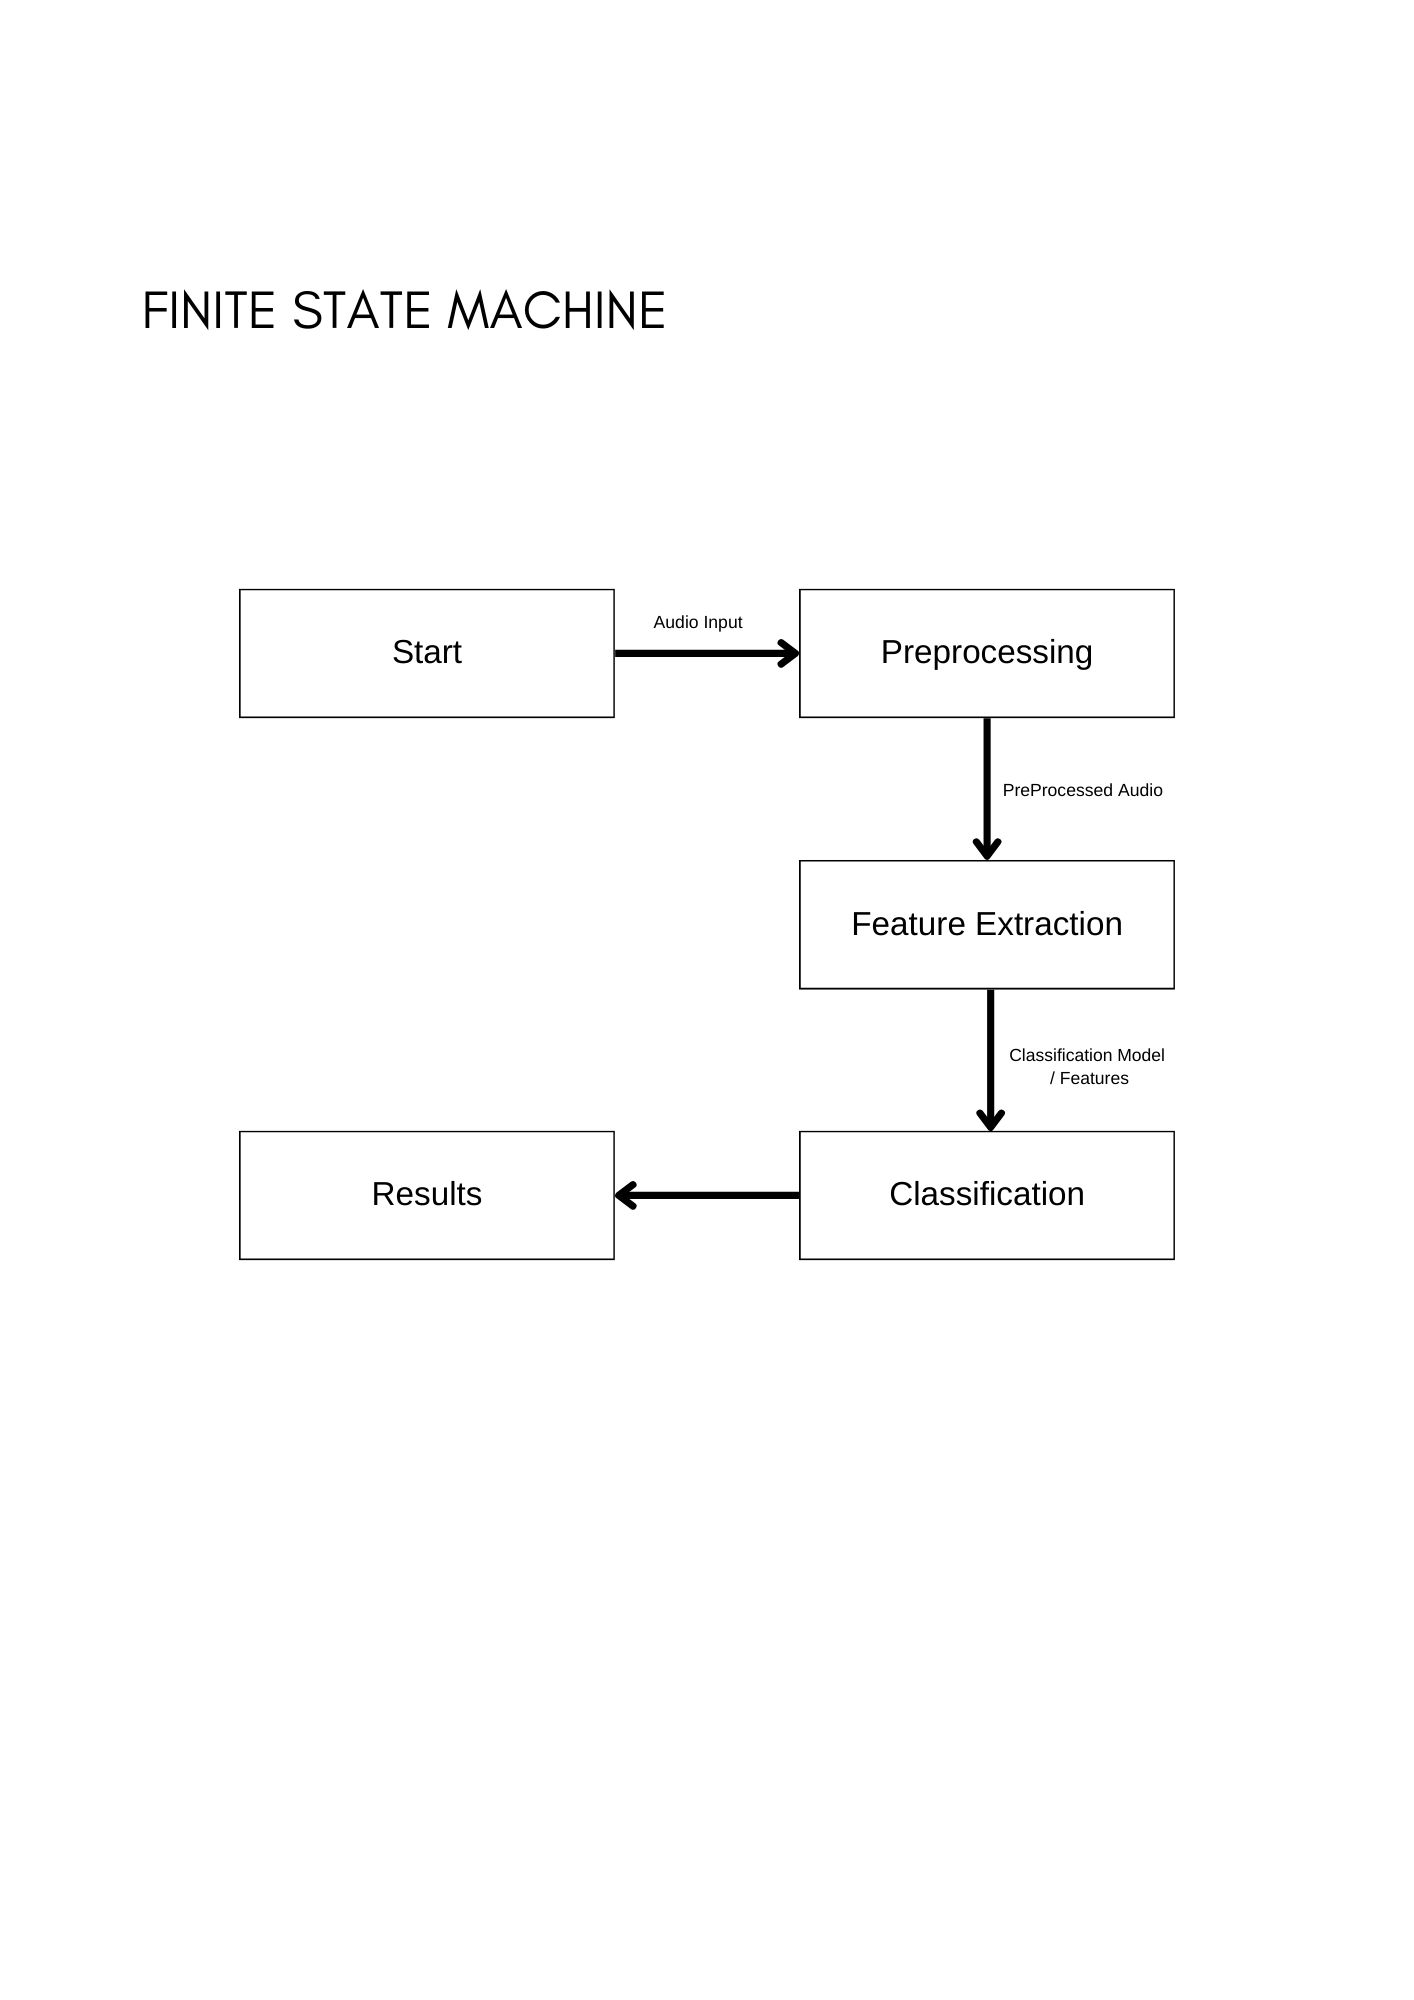 FINITE STATE MACHINE
Start
Audio Input
Preprocessing
PreProcessed Audio
Feature Extraction
Classification Model
/ Features
Results
Classification